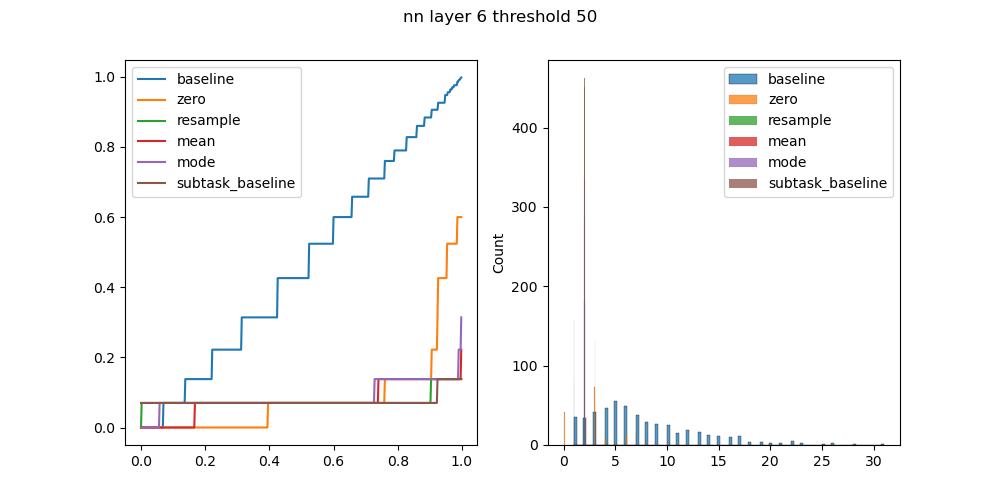 nn layer 6 threshold 50
baseline
zero
resample
mean
mode
subtask_baseline
1.0
0.8
0.6
0.4
0.2
0.0
0.0 0.2 0.4 0.6 0.8 1.0
baseline
zero
resample
mean
mode
subtask_baseline
Count
400
300
200
100
0
0 5 10 15 20 25 30